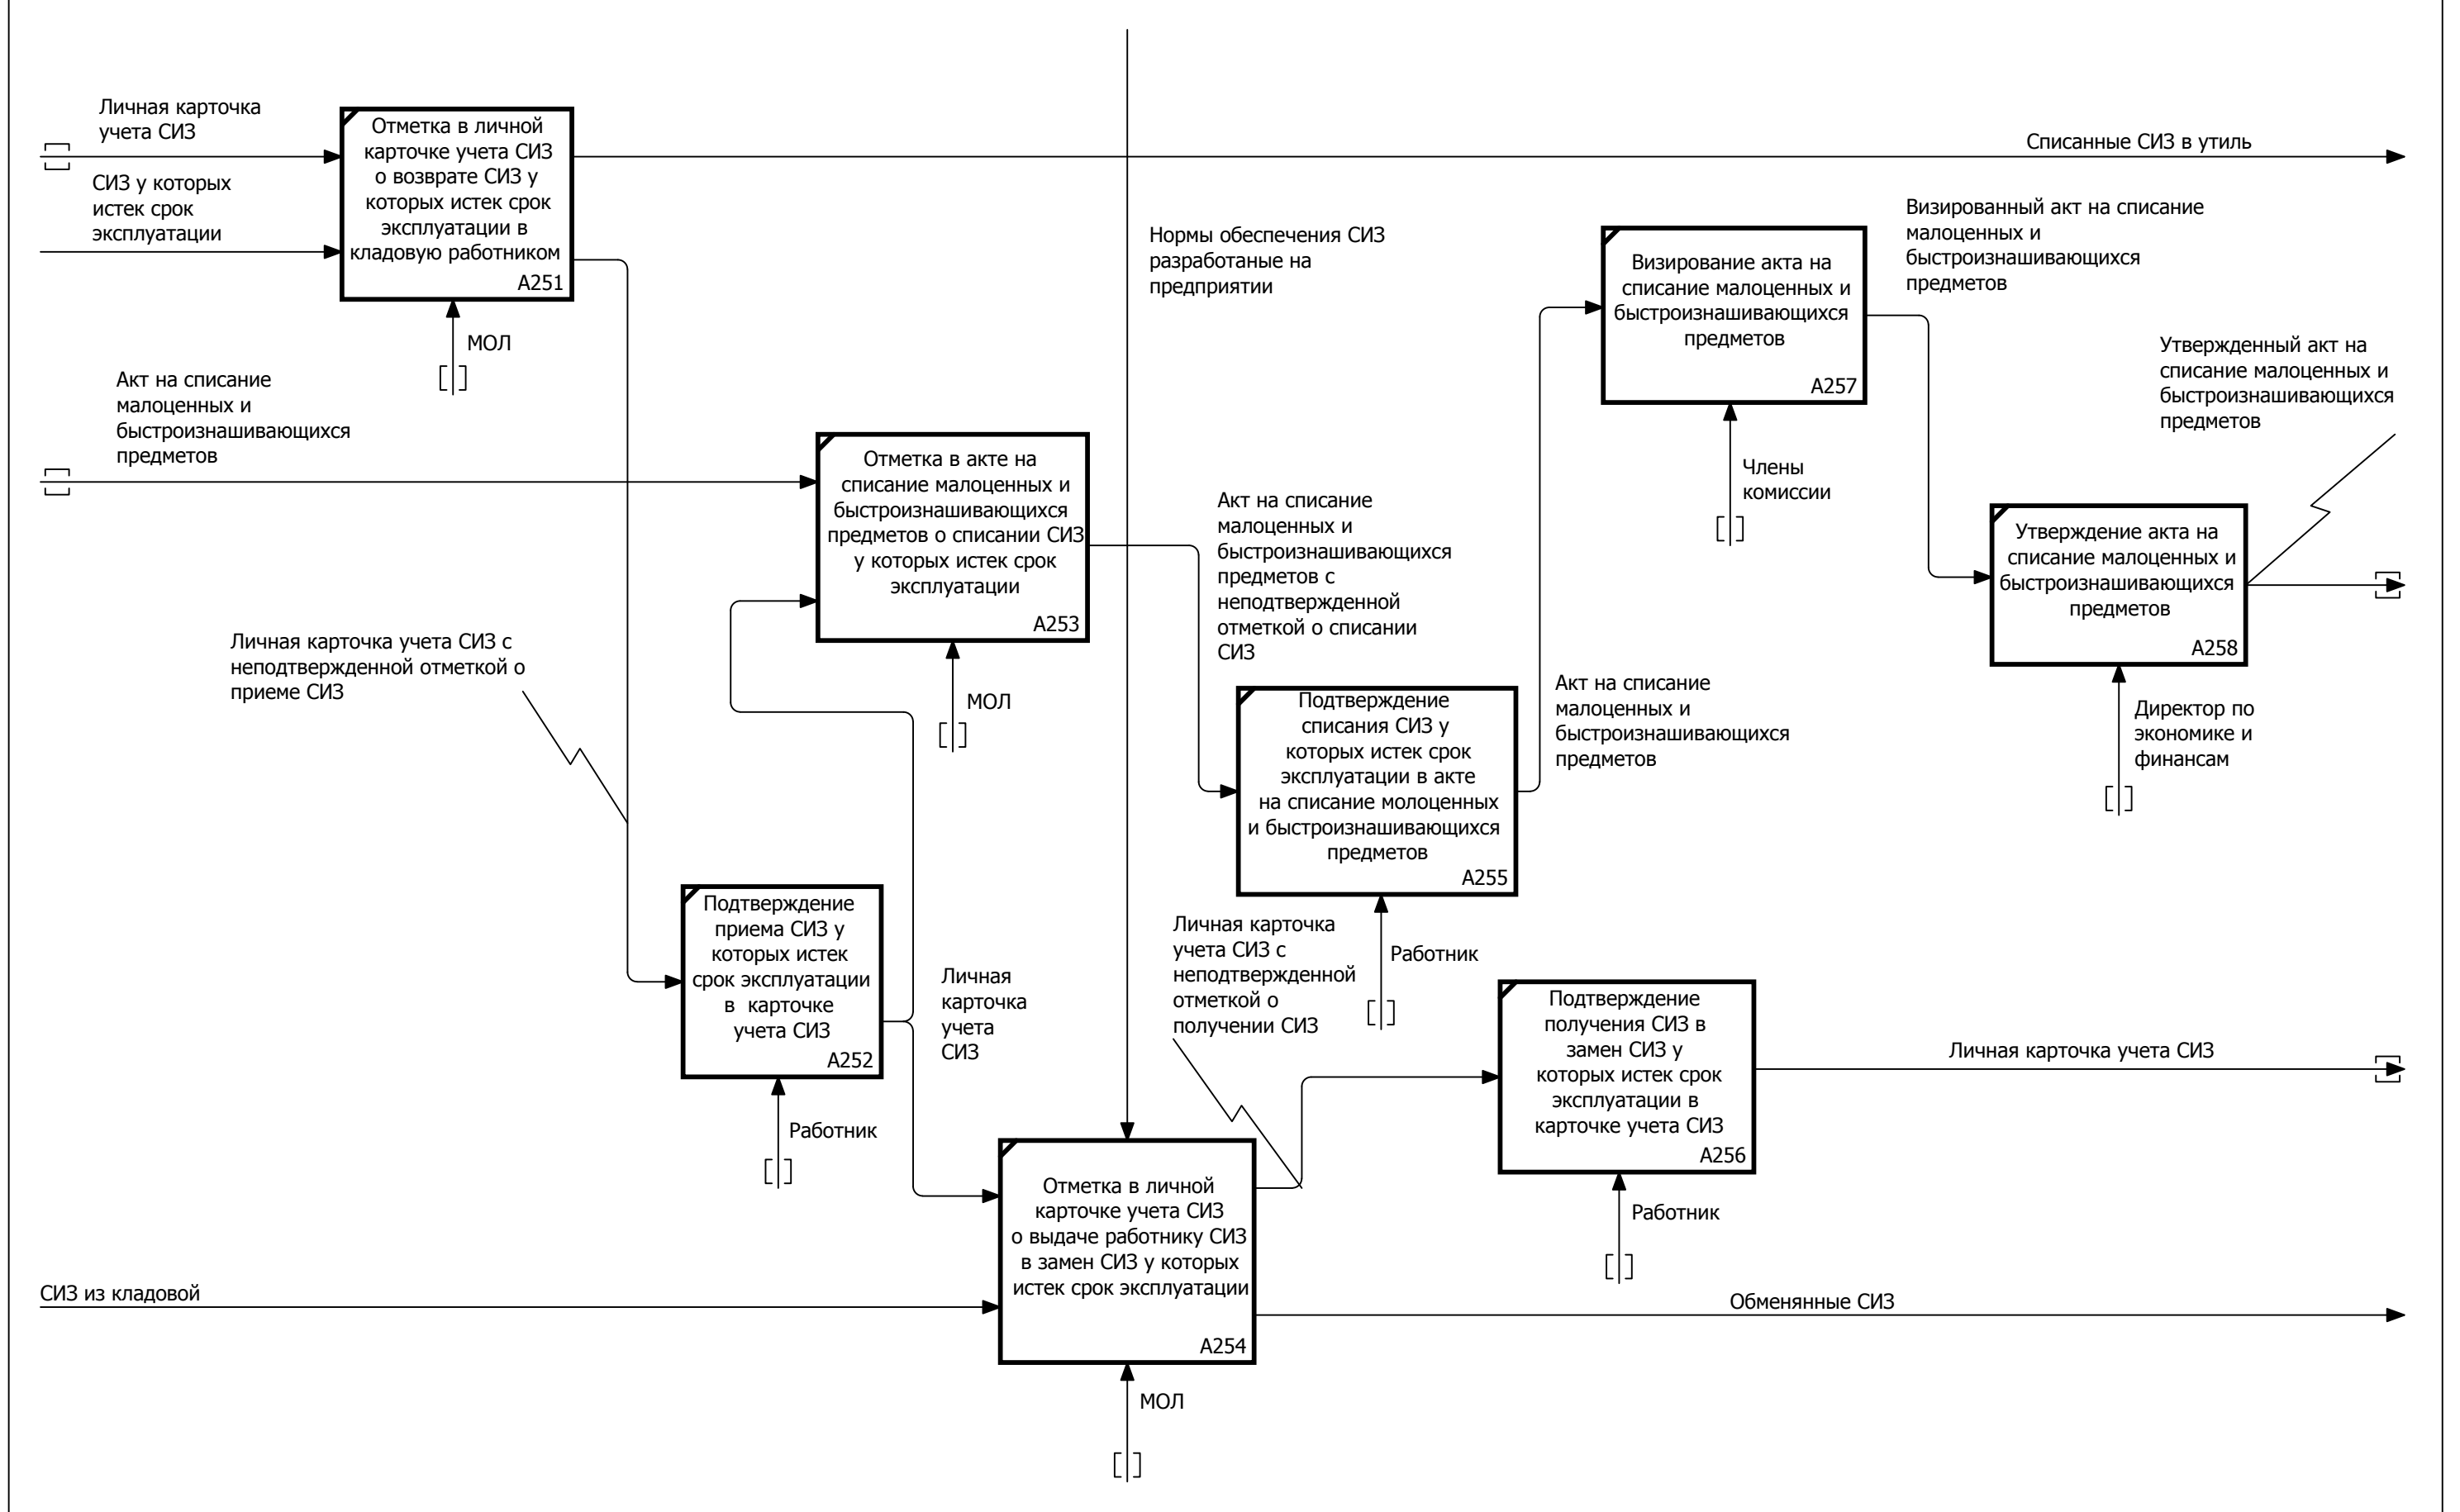 Личная карточка
учета СИЗ
СИЗ у которых
истек срок
эксплуатации
Отметка в личной
карточке учета СИЗ
о возврате СИЗ у
которых истек срок
эксплуатации в
кладовую работником
A251
МОЛ
Списанные СИЗ в утиль
Нормы обеспечения СИЗ
разработаные на
предприятии
Визирование акта на
списание малоценных и
быстроизнашивающихся
предметов
A257
Члены
комиссии
Визированный акт на списание
малоценных и
быстроизнашивающихся
предметов
Утвержденный акт на
списание малоценных и
быстроизнашивающихся
предметов
Акт на списание
малоценных и
быстроизнашивающихся
предметов
Отметка в акте на
списание малоценных и
быстроизнашивающихся
предметов о списании СИЗ
у которых истек срок
эксплуатации
A253
МОЛ
Акт на списание
малоценных и
быстроизнашивающихся
предметов с
неподтвержденной
отметкой о списании
СИЗ
Утверждение акта на
списание малоценных и
быстроизнашивающихся
предметов
A258
Директор по
экономике и
финансам
Личная карточка учета СИЗ с
неподтвержденной отметкой о
приеме СИЗ
Подтверждение
списания СИЗ у
которых истек срок
эксплуатации в акте
на списание молоценных
и быстроизнашивающихся
предметов
A255
Работник
Акт на списание
малоценных и
быстроизнашивающихся
предметов
Подтверждение
приема СИЗ у
которых истек
срок эксплуатации
в карточке
учета СИЗ
A252
Работник
Личная
карточка
учета
СИЗ
Личная карточка
учета СИЗ с
неподтвержденной
отметкой о
получении СИЗ
Подтверждение
получения СИЗ в
замен СИЗ у
которых истек срок
эксплуатации в
карточке учета СИЗ
A256
Работник
Личная карточка учета СИЗ
СИЗ из кладовой
Отметка в личной
карточке учета СИЗ
о выдаче работнику СИЗ
в замен СИЗ у которых
истек срок эксплуатации
A254
МОЛ
Обменянные СИЗ